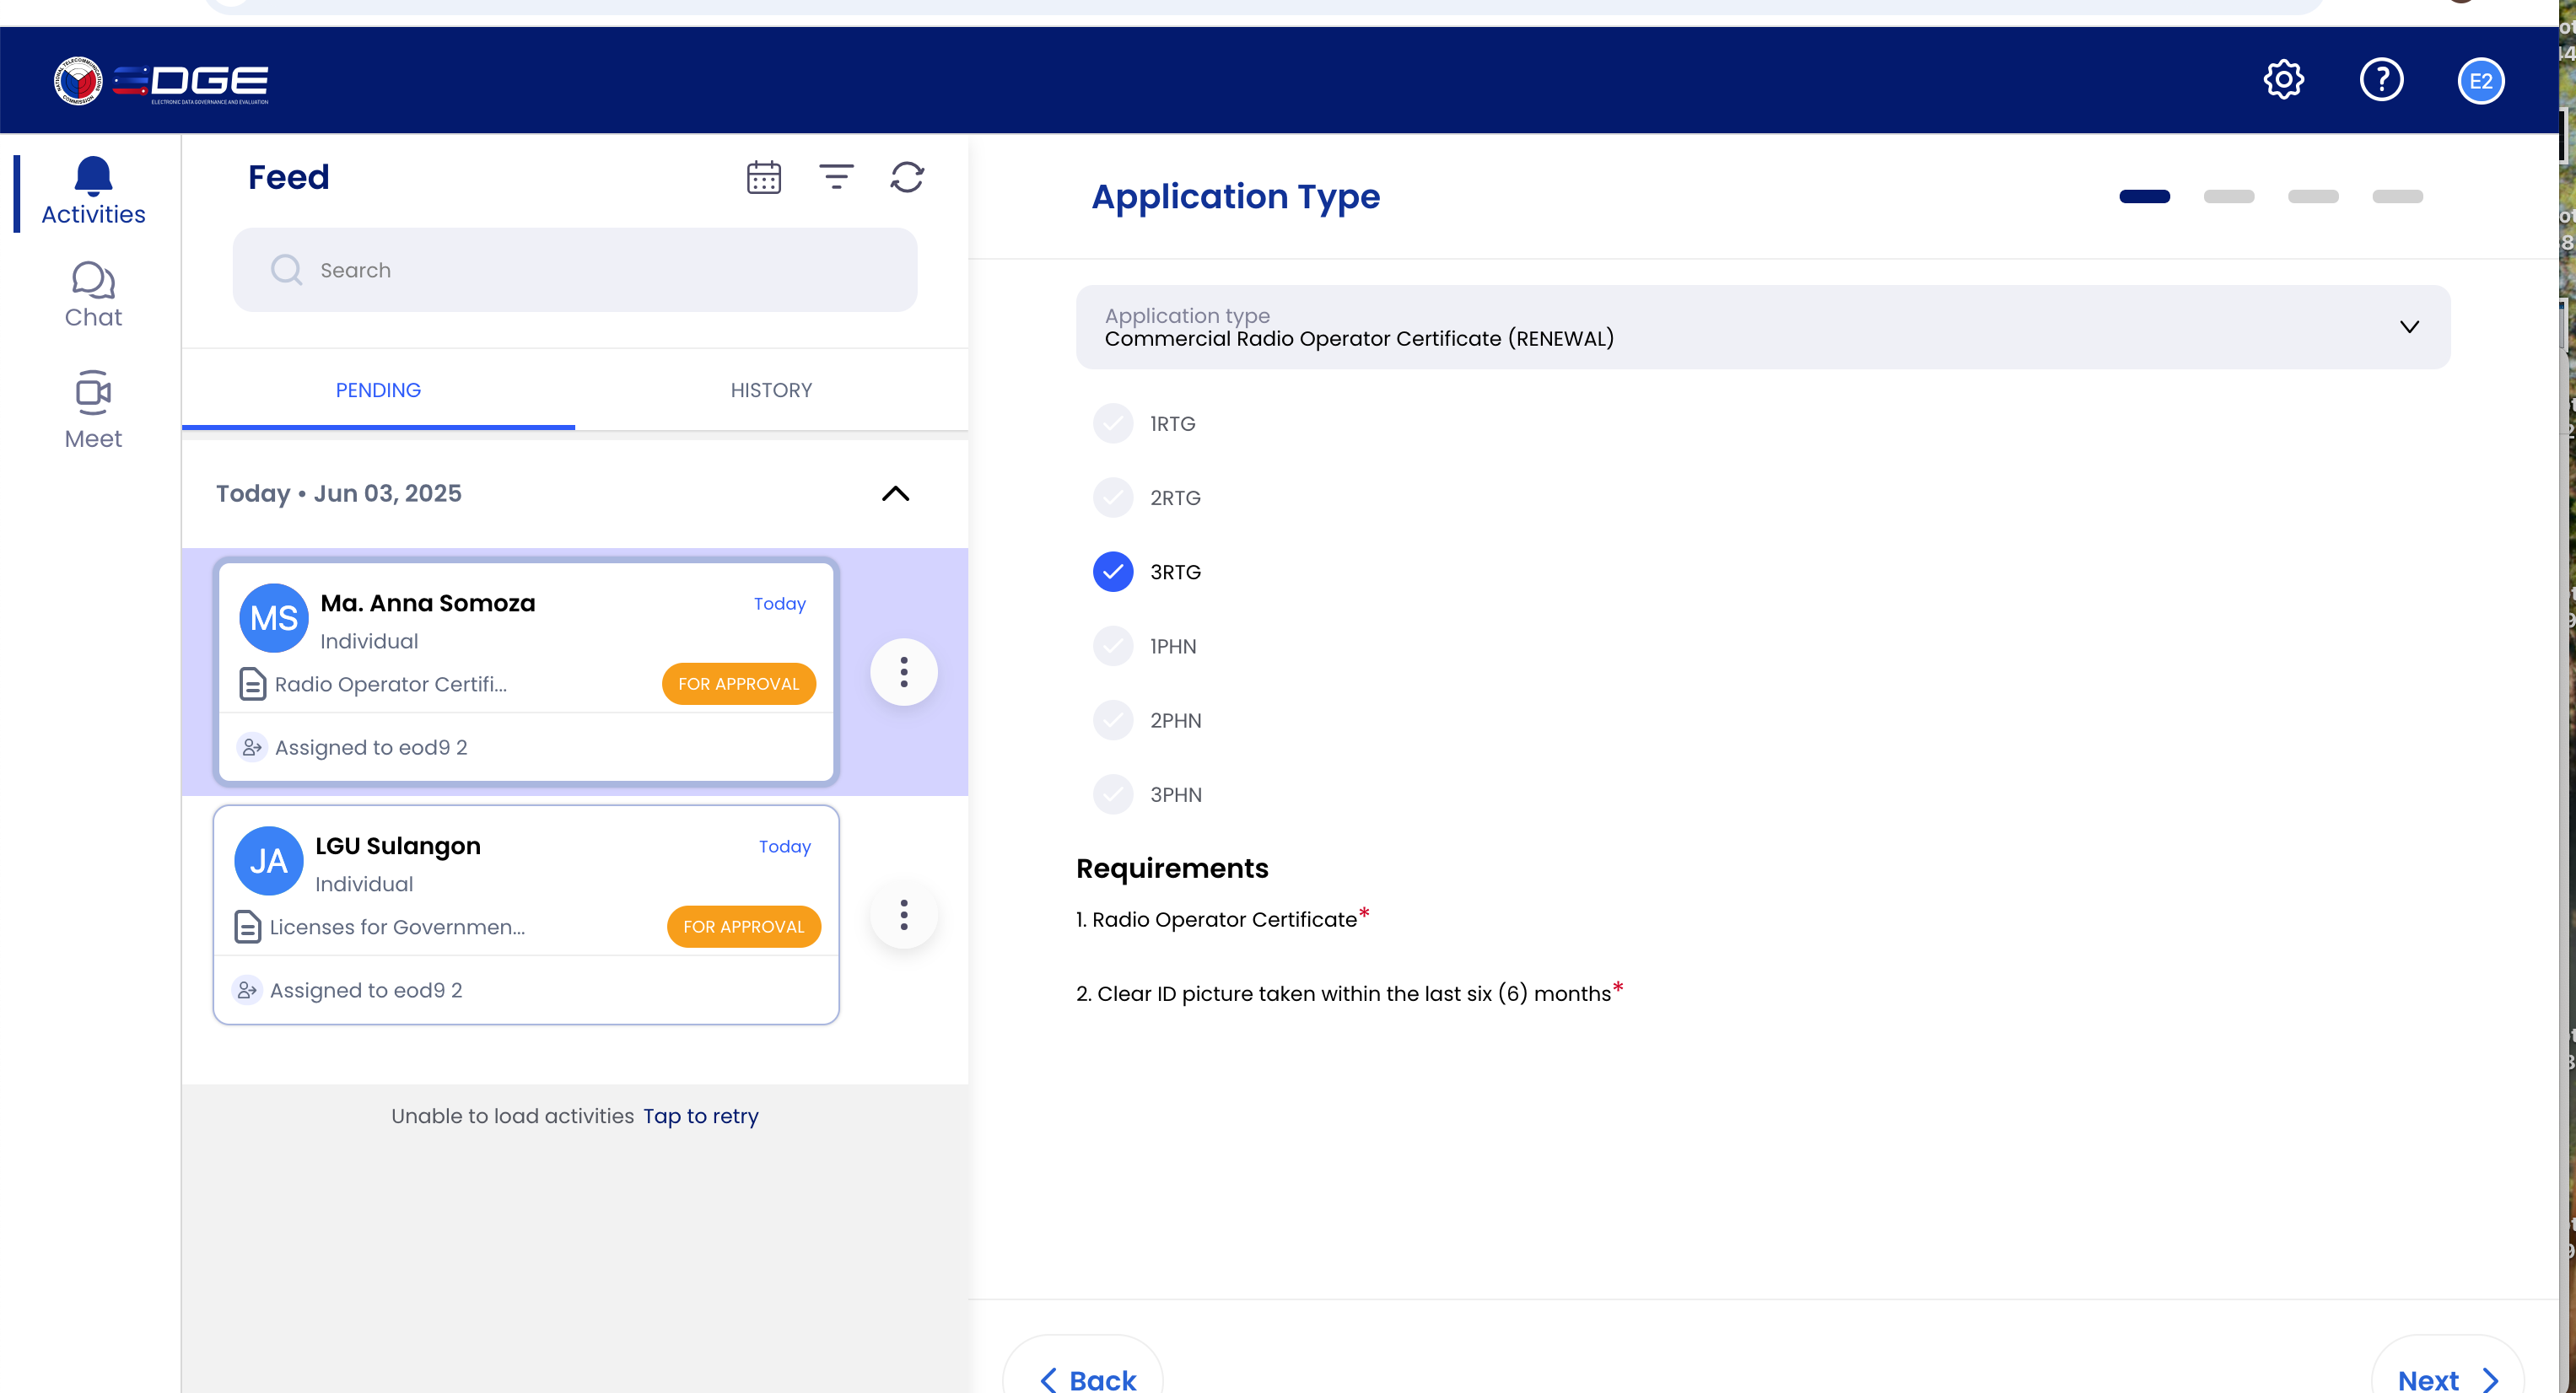 EDGE
ELECTRONIC DATA GOVERNANCE AND EVALUATION
E2
Activities
Chat
Meet
Feed
Search
PENDING
HISTORY
Today • Jun 03, 2025
MS
Ma. Anna Somoza
Today
Individual
Radio Operator Certifi...
FOR APPROVAL
Assigned to eod9 2
JA
LGU Sulangon
Today
Individual
Licenses for Governmen...
FOR APPROVAL
Assigned to eod9 2
Unable to load activities Tap to retry
Application Type
Application type
Commercial Radio Operator Certificate (RENEWAL)
1RTG
2RTG
3RTG
1PHN
2PHN
3PHN
Requirements
1. Radio Operator Certificate*
2. Clear ID picture taken within the last six (6) months*
Back
Next